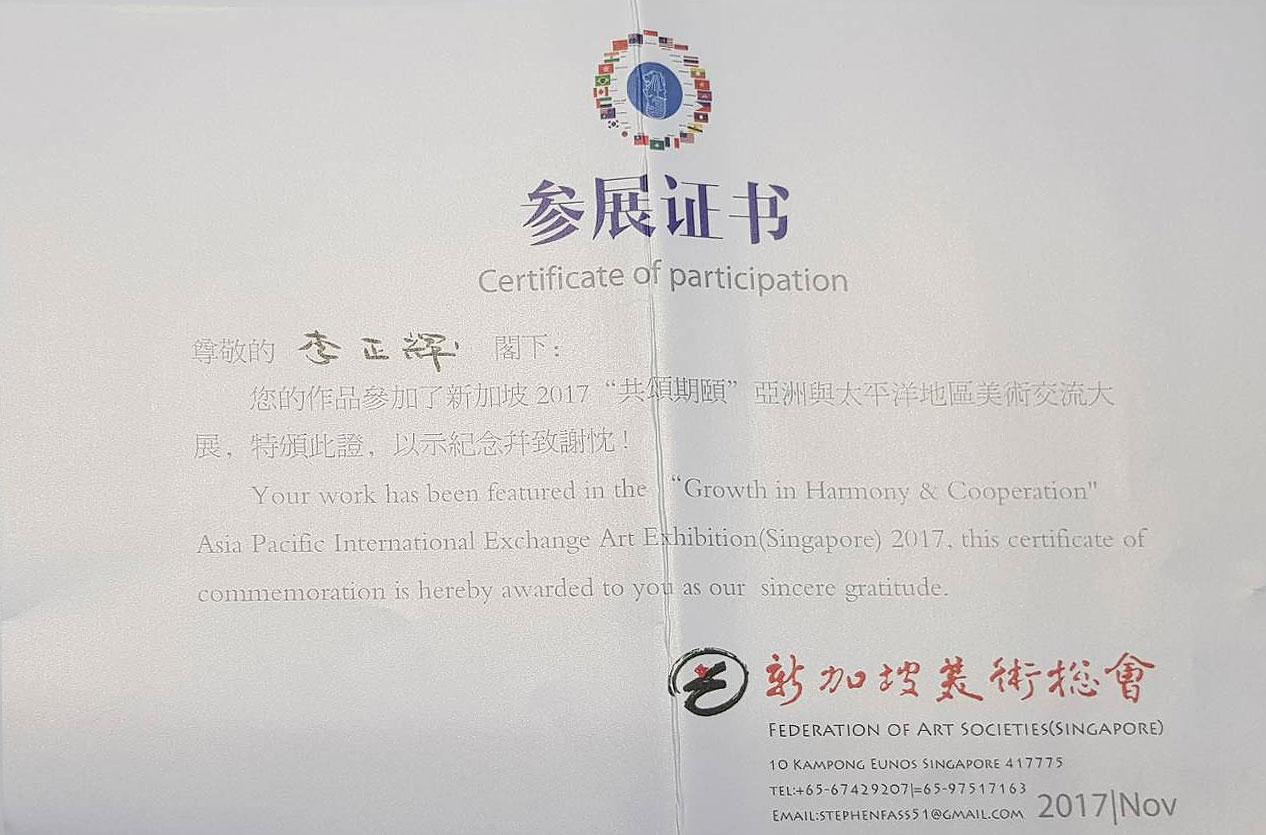 参展证书
Certificate of participation
尊敬的 李正輝 閣下：
您的作品參加了新加坡 2017 “共頌期頤” 亞洲與太平洋地區美術交流大
展，特頒此證，以示紀念幷致謝忱！
Your work has been featured in the “Growth in Harmony & Cooperation"
Asia Pacific International Exchange Art Exhibition(Singapore) 2017, this certificate of
commemoration is hereby awarded to you as our sincere gratitude.
新加坡美術総會
FEDERATION OF ART SOCIETIES(SINGAPORE)
10 KAMPONG EUNOS SINGAPORE 417775
TEL:+65-67429207|=65-97517163
EMAIL:STEPHENFASS51@GMAIL.COM
2017|Nov